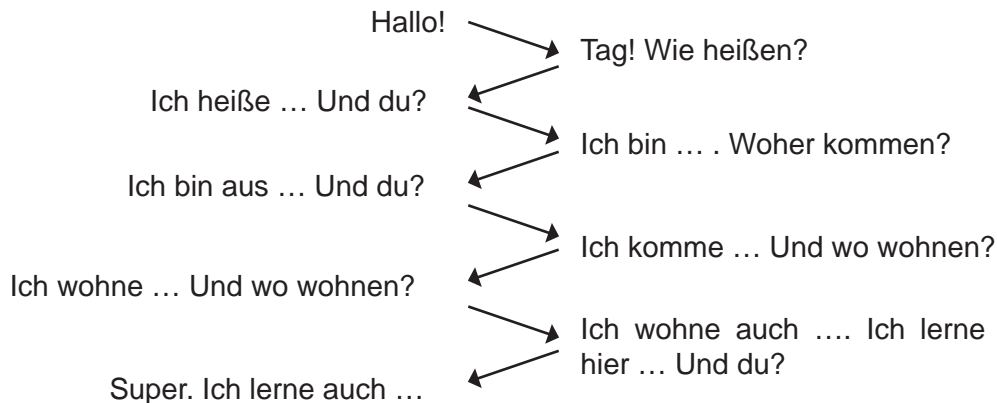 Hallo!
Tag! Wie heißen?
Ich heiße … Und du?
Ich bin … . Woher kommen?
Ich bin aus … Und du?
Ich komme … Und wo wohnen?
Ich wohne … Und wo wohnen?
Ich wohne auch …. Ich lerne
hier … Und du?
Super. Ich lerne auch …